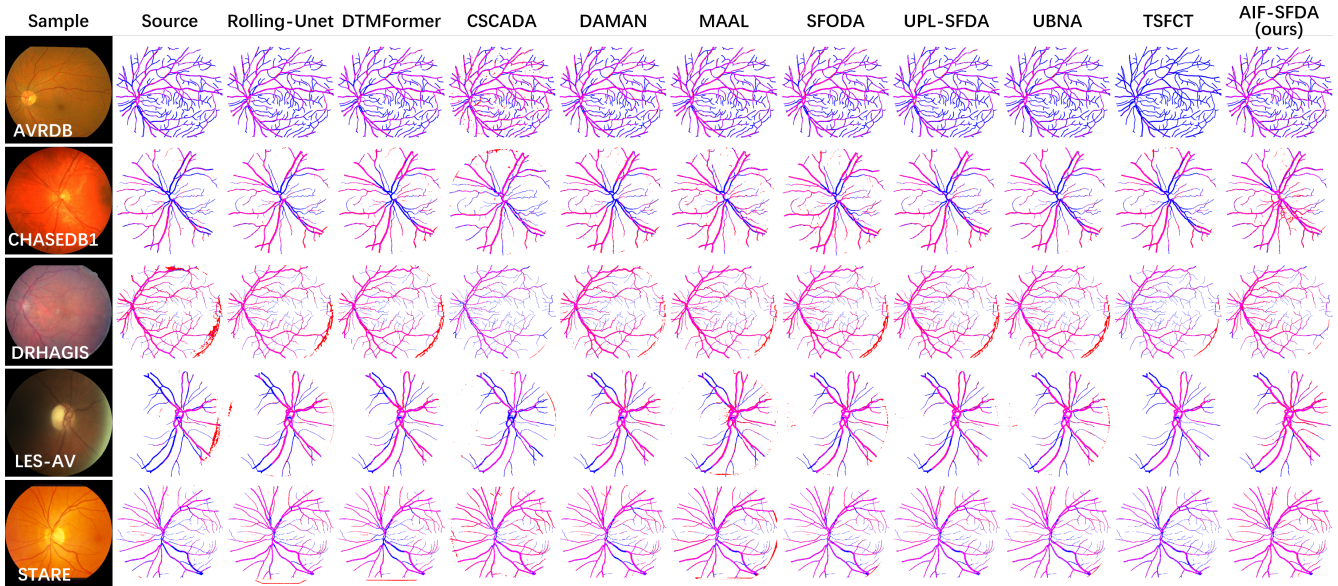 Sample Source Rolling-Unet DTMFormer CSCADA DAMAN MAAL SFODA UPL-SFDA UBNA TSFCT AIF-SFDA
(ours)
AVRDB
CHASEDB1
DRHAGIS
LES-AV
STARE